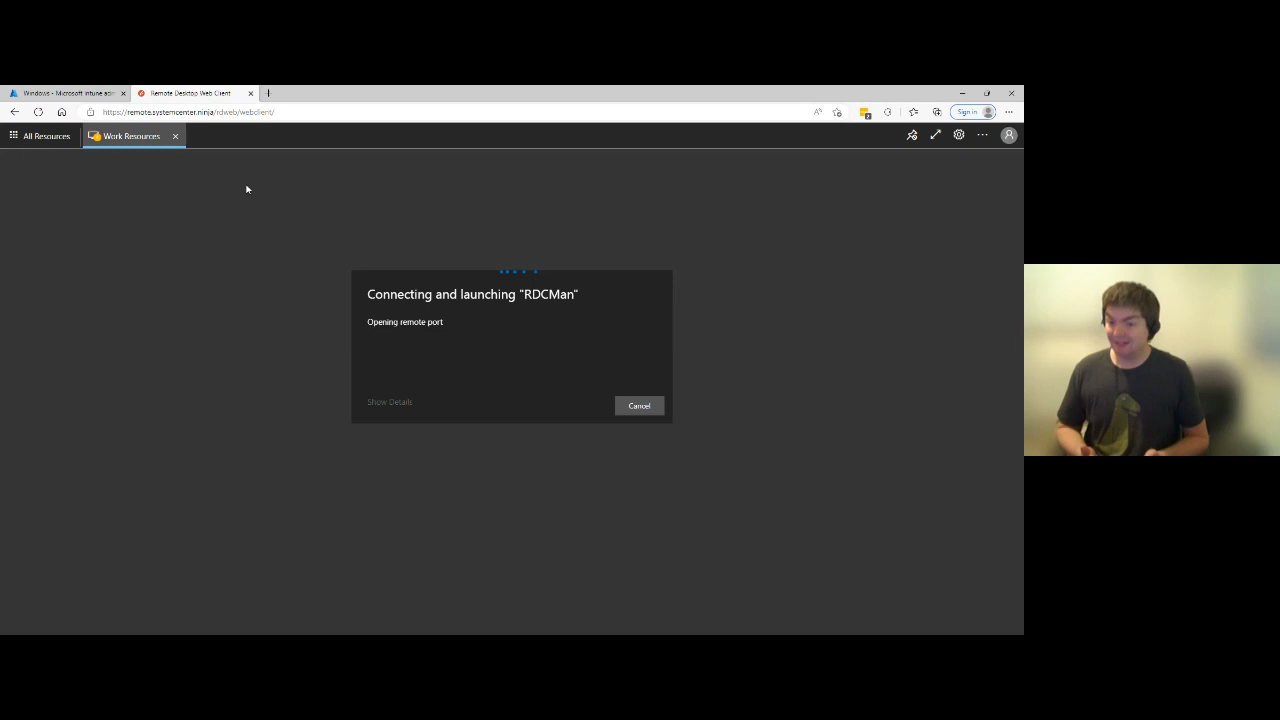 Windows - Microsoft Intune adm
Remote Desktop Web Client
https://remote.systemcenter.ninja/rdweb/webclient/
Sign in
All Resources
Work Resources
Connecting and launching "RDCMan"
Opening remote port
Show Details
Cancel